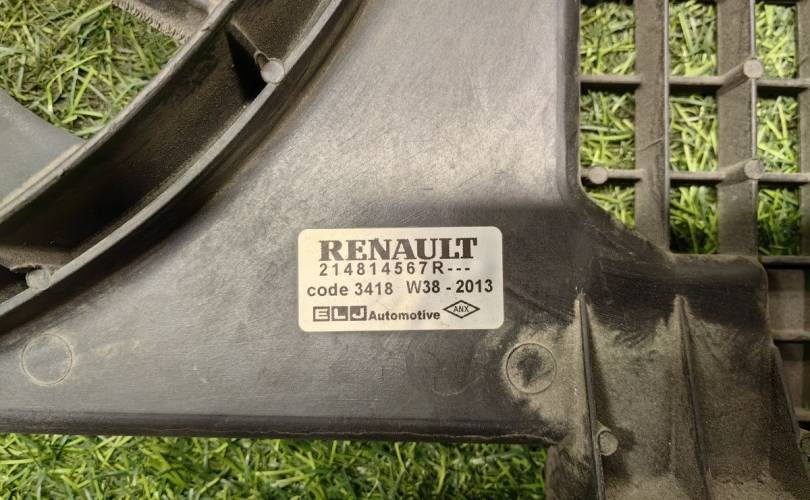 RENAULT
214814567R---
code 3418 W38 - 2013
ELJ Automotive ANX